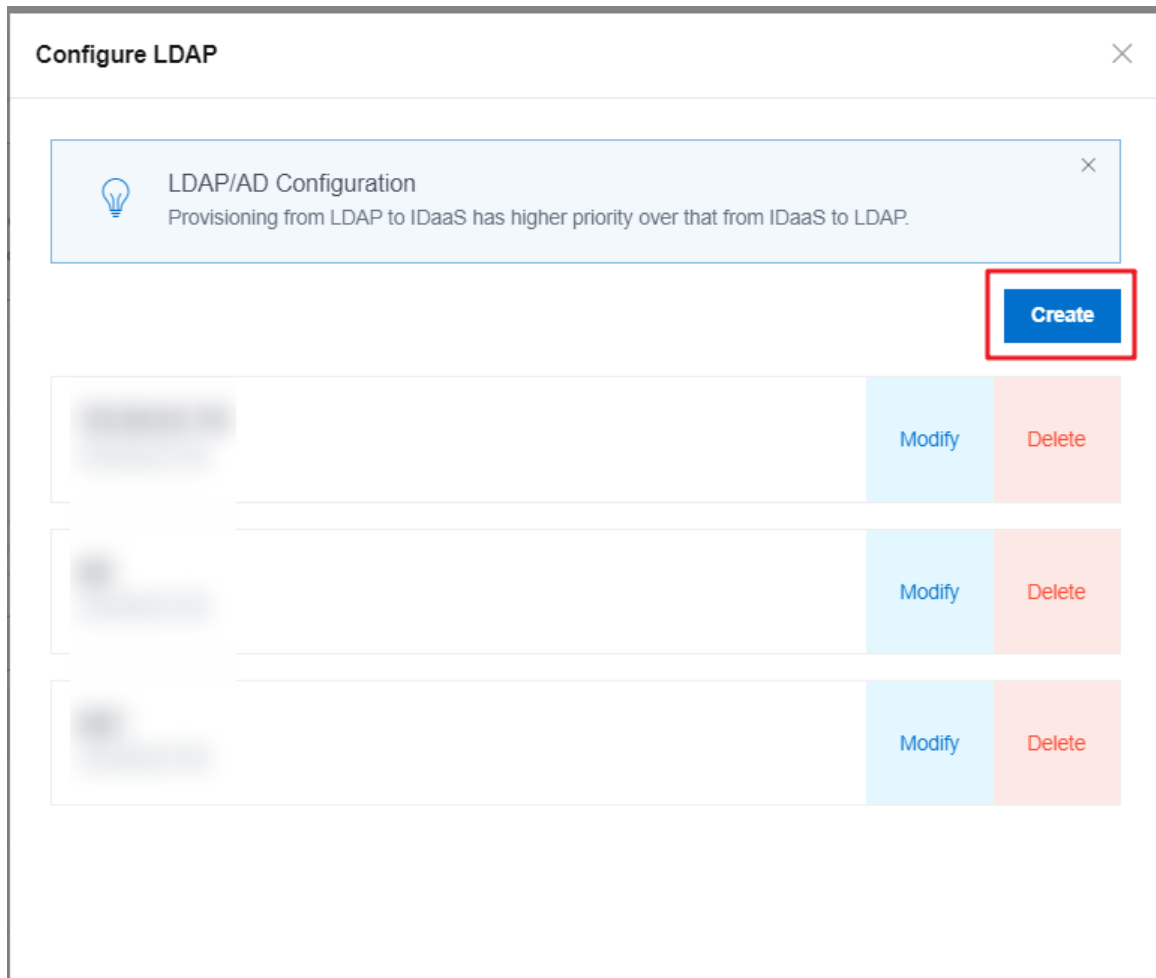 Configure LDAP
LDAP/AD Configuration
Provisioning from LDAP to IDaaS has higher priority over that from IDaaS to LDAP.
Create
Modify Delete
Modify Delete
Modify Delete